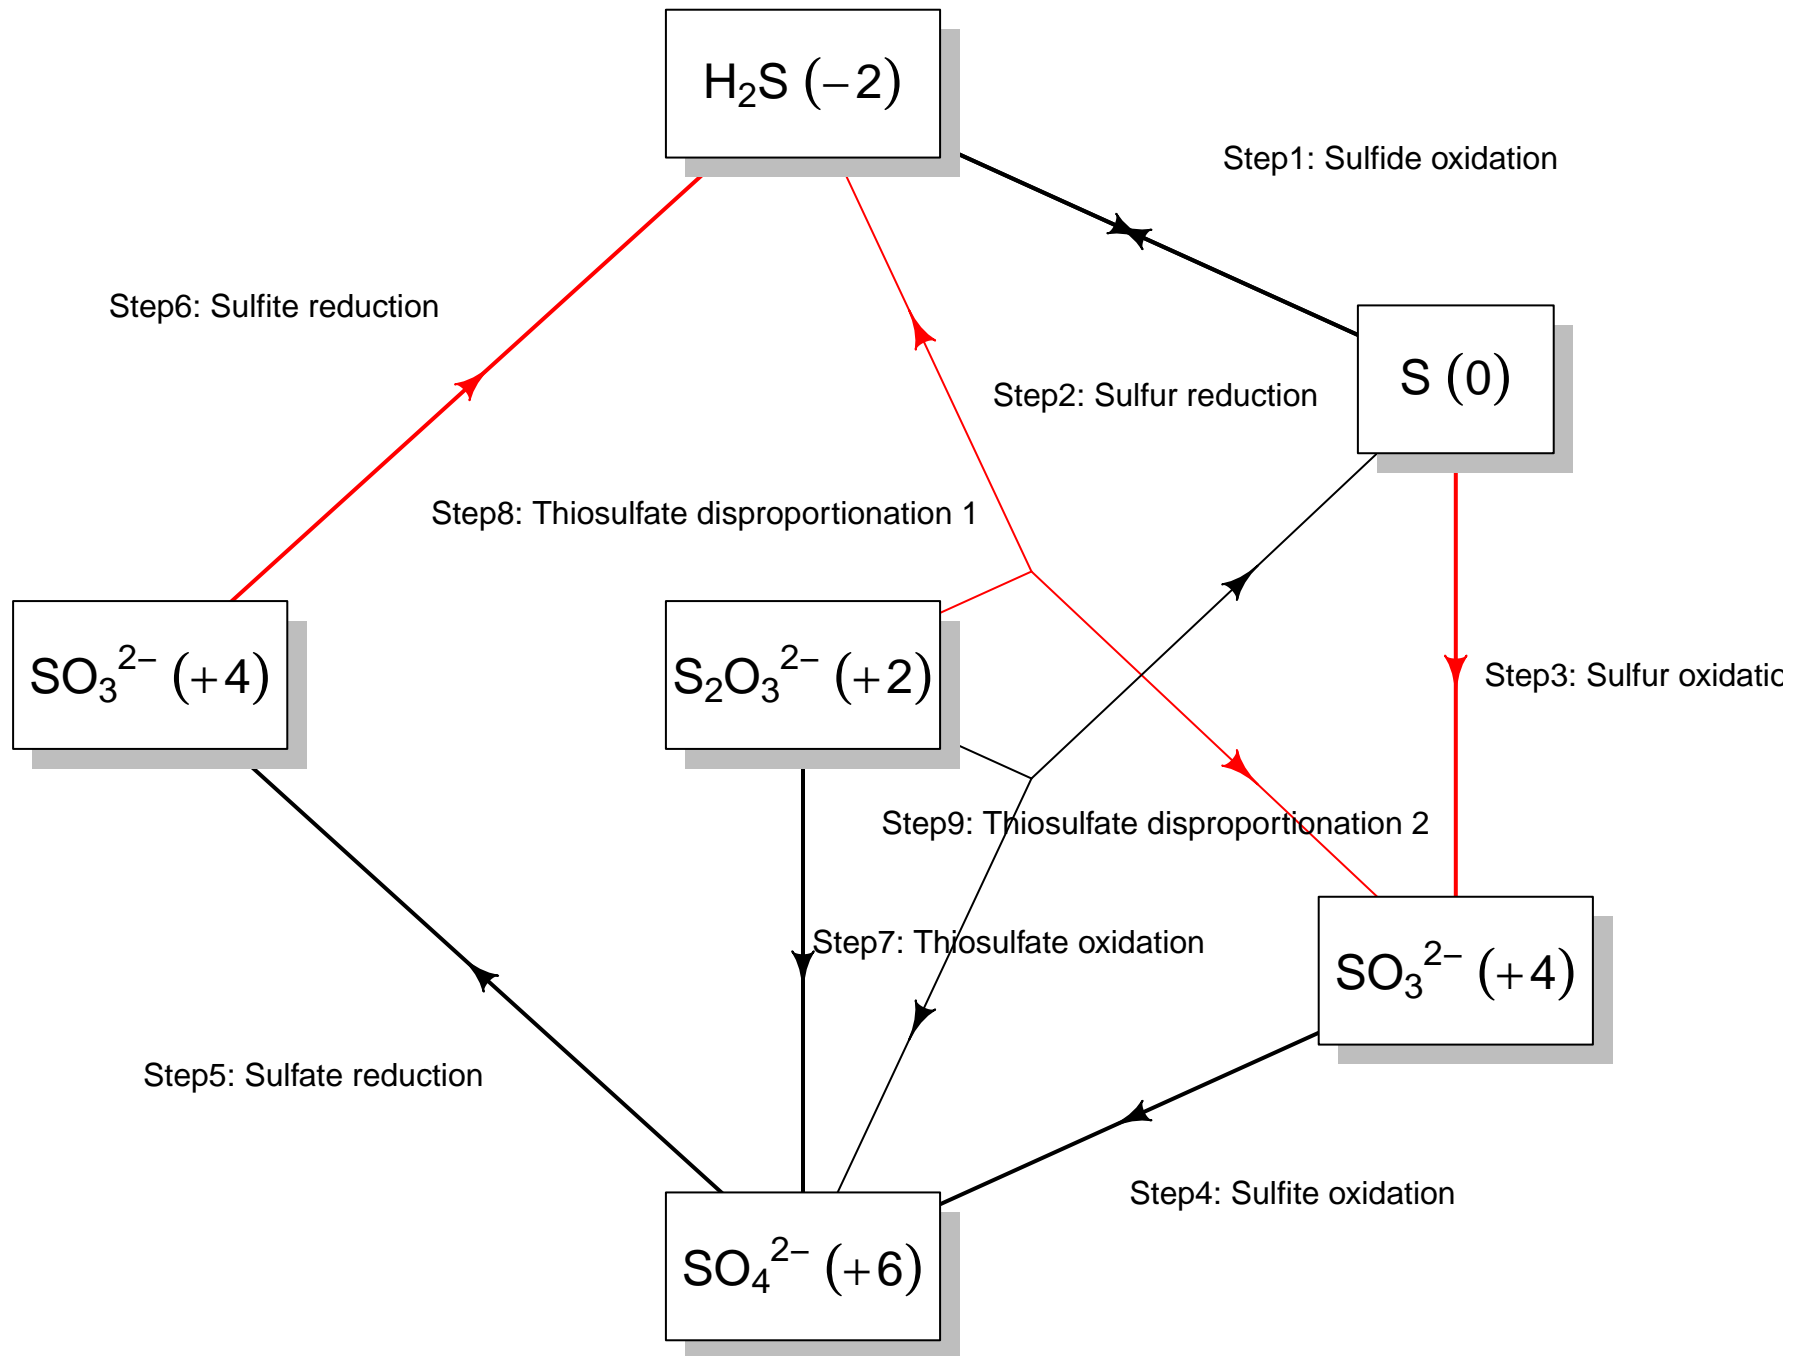 H₂S (−2)
Step1: Sulfide oxidation
Step6: Sulfite reduction
S (0)
Step2: Sulfur reduction
Step8: Thiosulfate disproportionation 1
SO₃²⁻ (+4)
S₂O₃²⁻ (+2)
Step3: Sulfur oxidatic
Step9: Thiosulfate disproportionation 2
Step7: Thiosulfate oxidation
SO₃²⁻ (+4)
Step5: Sulfate reduction
Step4: Sulfite oxidation
SO₄²⁻ (+6)